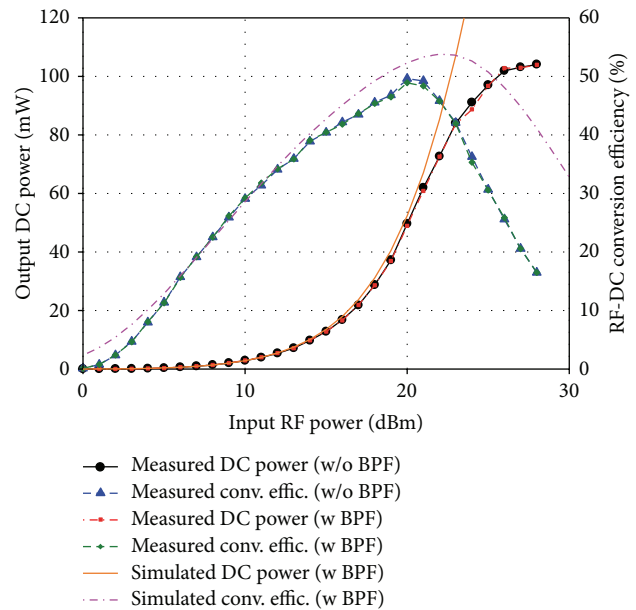 120
100
80
60
40
20
0
Output DC power (mW)
60
50
40
30
20
10
0
RF-DC conversion efficiency (%)
0
10
20
30
Input RF power (dBm)
Measured DC power (w/o BPF)
Measured conv. effic. (w/o BPF)
Measured DC power (w BPF)
Measured conv. effic. (w BPF)
Simulated DC power (w BPF)
Simulated conv. effic. (w BPF)